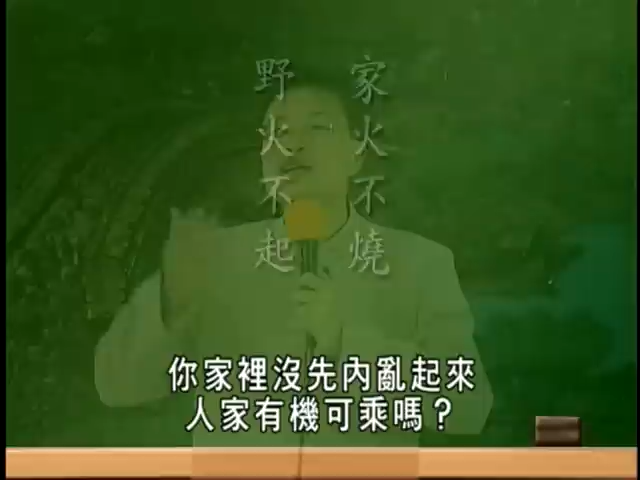 家火不燒
野火不起
你家裡沒先內亂起來
人家有機可乘嗎？